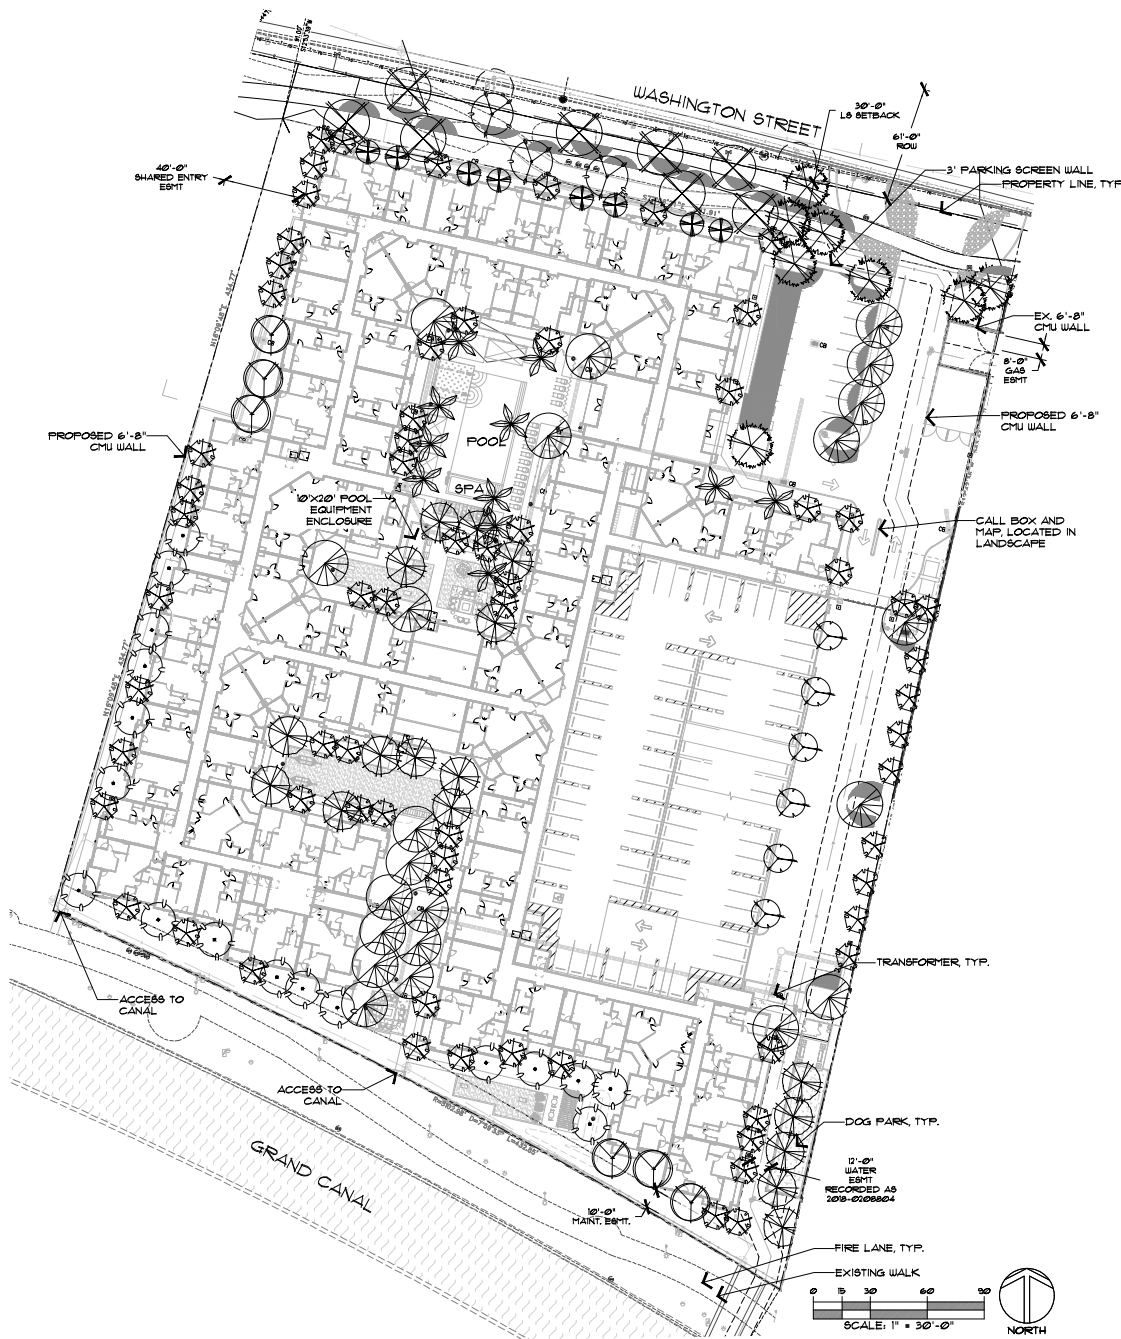 WASHINGTON STREET
30'-0"
LS SETBACK
61'-0"
ROW
3' PARKING SCREEN WALL
PROPERTY LINE, TYP
40'-0"
SHARED ENTRY
ESMT
EX. 6'-8"
CMU WALL
8'-0"
GAS
ESMT
PROPOSED 6'-8"
CMU WALL
PROPOSED 6'-8"
CMU WALL
POOL
SPA
10'X20' POOL
EQUIPMENT
ENCLOSURE
CALL BOX AND
MAP, LOCATED IN
LANDSCAPE
TRANSFORMER, TYP.
ACCESS TO
CANAL
ACCESS TO
CANAL
GRAND CANAL
DOG PARK, TYP.
12'-0"
WATER
ESMT
RECORDED AS
2018-0208804
10'-0"
MAINT. ESMT.
FIRE LANE, TYP.
EXISTING WALK
0 15 30 60 90
SCALE: 1" = 30'-0"
NORTH